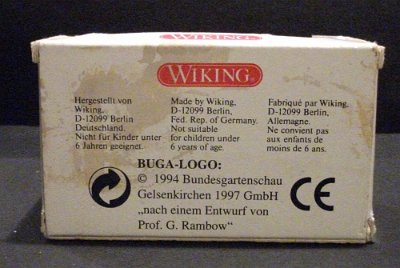 WIKING
WIKING
Hergestellt von
Wiking,
D-12099 Berlin
Deutschland.
Nicht für Kinder unter
6 Jahren geeignet.
Made by Wiking,
D-12099 Berlin,
Fed. Rep. of Germany.
Not suitable
for children under
6 years of age.
Fabriqué par Wiking,
D-12099 Berlin,
Allemagne.
Ne convient pas
aux enfants de
moins de 6 ans.
BUGA-LOGO:
© 1994 Bundesgartenschau
Gelsenkirchen 1997 GmbH
„nach einem Entwurf von
Prof. G. Rambow“
CE